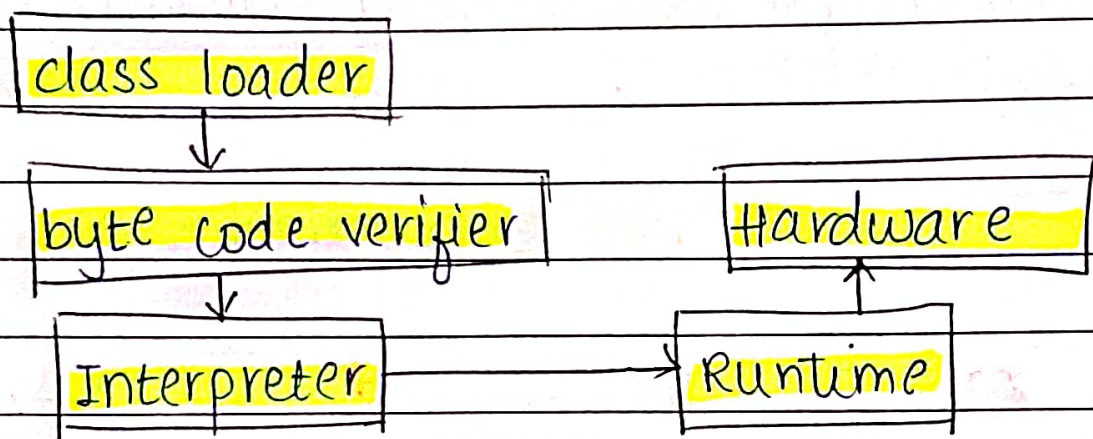 class loader
byte code verifier
Hardware
Interpreter
Runtime